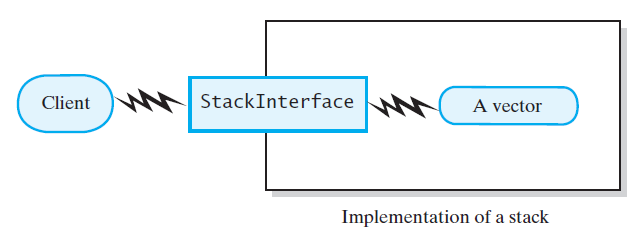 Client
StackInterface
A vector
Implementation of a stack